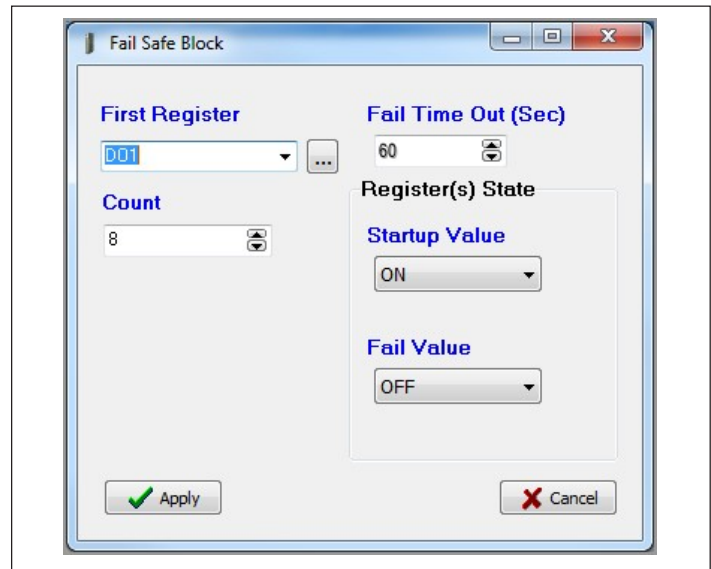 Fail Safe Block
First Register
DO1
...
Count
8
Fail Time Out (Sec)
60
Register(s) State
Startup Value
ON
Fail Value
OFF
Apply
Cancel